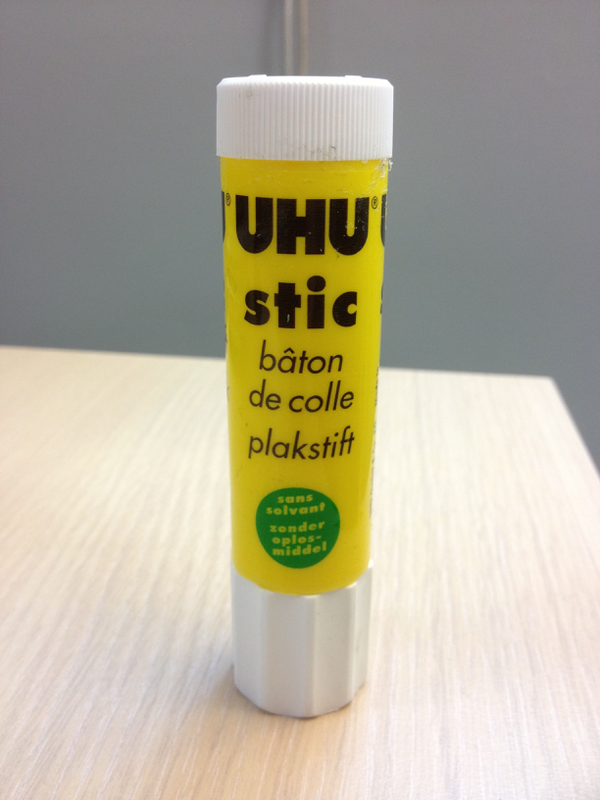 UHU®
stic
bâton
de colle
plakstift
sans
solvant
zonder
oplos-
middel